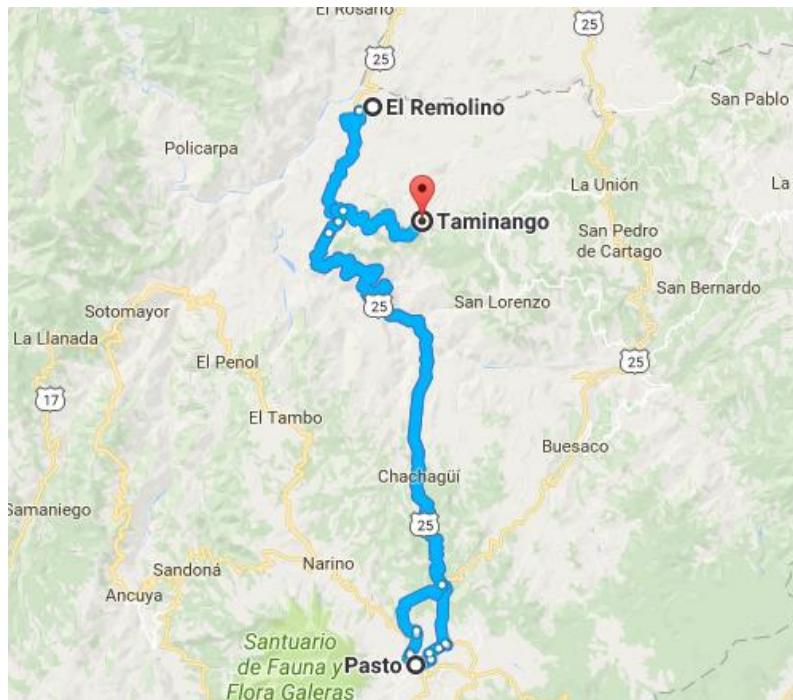 El Rosario
25
25
El Remolino
San Pablo
Policarpa
La Unión
La
Taminango
San Pedro
de Cartago
San Bernardo
San Lorenzo
25
Sotomayor
La Llanada
El Penol
25
17
El Tambo
Buesaco
Chachagüí
Samaniego
25
Narino
Sandoná
Ancuya
Santuario
de Fauna y
Flora Galeras
Pasto